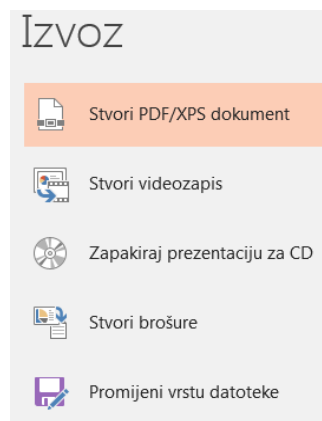 Izvoz
Stvori PDF/XPS dokument
Stvori videozapis
Zapakiraj prezentaciju za CD
Stvori brošure
Promijeni vrstu datoteke